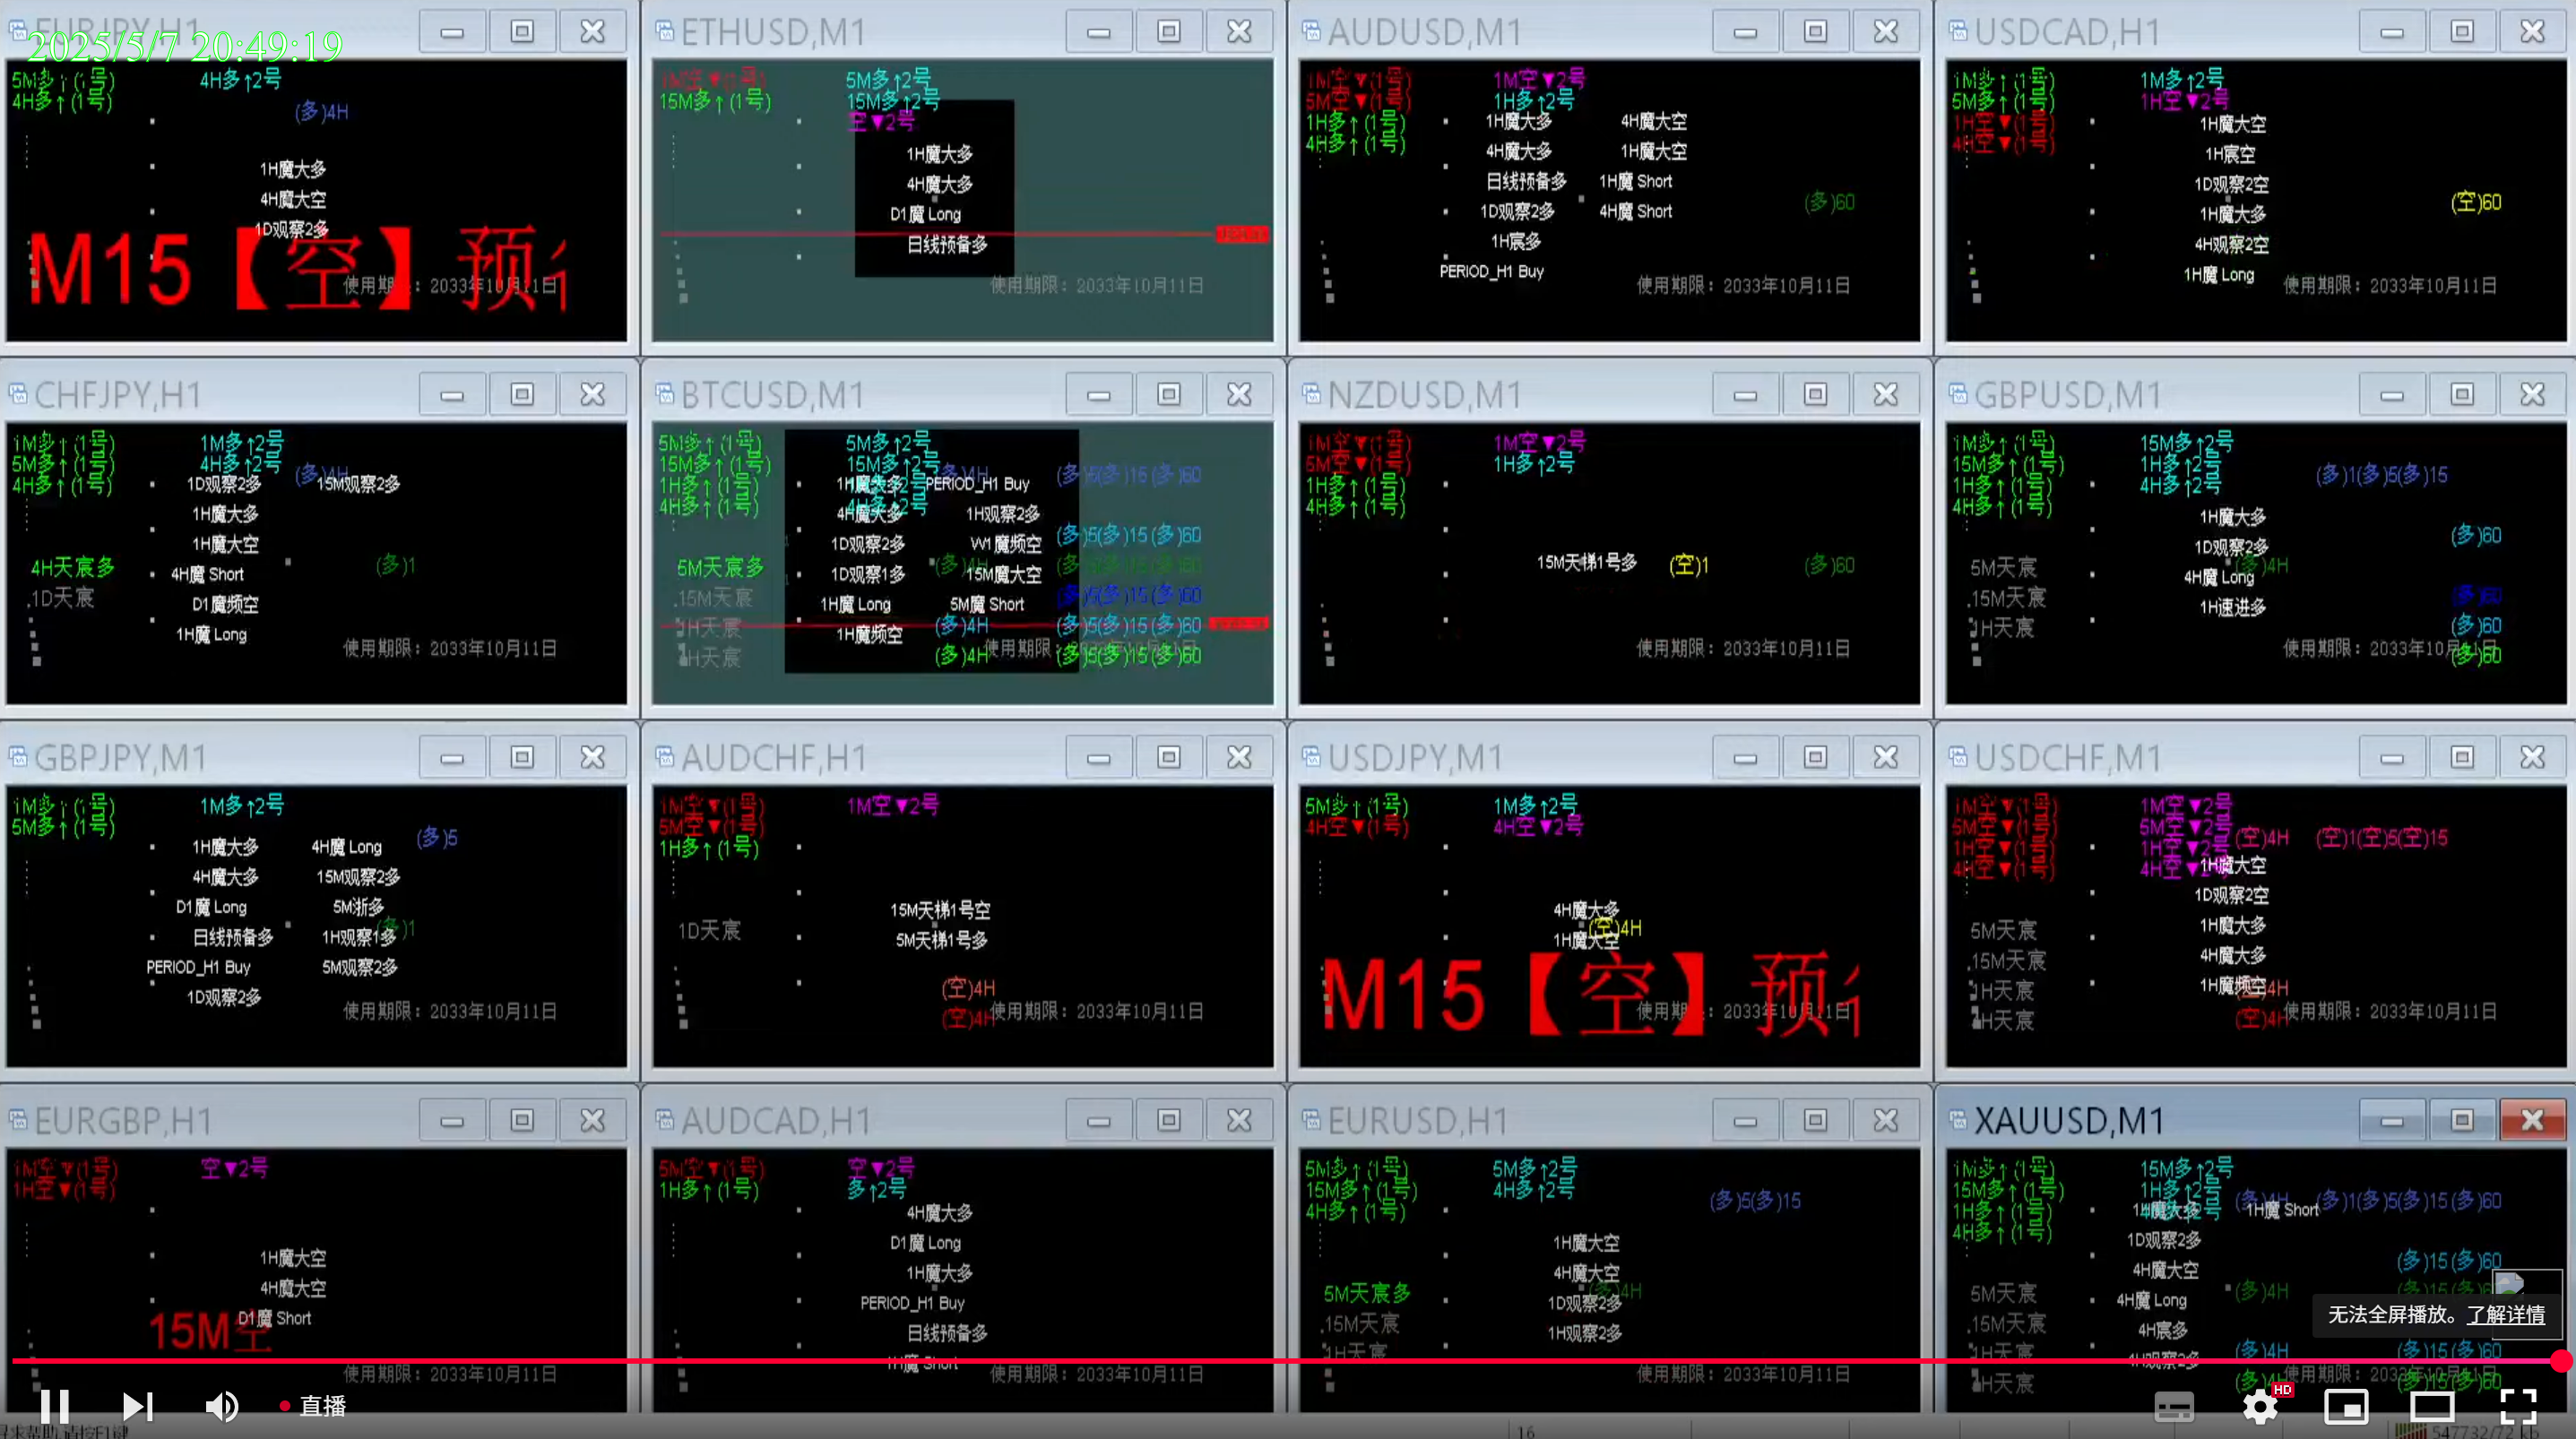 EURJPY,H1
2025/5/7 20:49:19
5M多↑(1号)
4H多↑(1号)
4H多↑2号
(多)4H
1H魔大多
4H魔大空
1D观察2多
M15【空】预
使用期限：2033年10月11日
ETHUSD,M1
1M空▼(1号)
15M多↑(1号)
5M多↑2号
15M多↑2号
空▼2号
1H魔大多
4H魔大多
D1魔 Long
日线预备多
使用期限：2033年10月11日
AUDUSD,M1
1M空▼(1号)
5M空▼(1号)
1H多↑(1号)
4H多↑(1号)
1M空▼2号
1H多↑2号
1H魔大多 4H魔大空
4H魔大多 1H魔大空
日线预备多 1H魔 Short
1D观察2多 4H魔 Short
1H宸多
PERIOD_H1 Buy
(多)60
使用期限：2033年10月11日
USDCAD,H1
1M多↑(1号)
5M多↑(1号)
1H空▼(1号)
4H空▼(1号)
1M多↑2号
1H空▼2号
1H魔大空
1H宸空
1D观察2空
1H魔大多
4H观察2空
1H魔 Long
(空)60
使用期限：2033年10月11日
CHFJPY,H1
1M多↑(1号)
5M多↑(1号)
4H多↑(1号)
1M多↑2号
4H多↑2号
(多)4H
1D观察2多 15M观察2多
1H魔大多
1H魔大空
4H魔 Short
D1魔频空
1H魔 Long
4H天宸多
1D天宸
(多)1
使用期限：2033年10月11日
BTCUSD,M1
5M多↑(1号)
15M多↑(1号)
1H多↑(1号)
4H多↑(1号)
5M多↑2号
15M多↑2号
4H多↑2号
(多)4H (多)5(多)15(多)60
1H魔大多 PERIOD_H1 Buy
4H魔大多 1H观察2多
1D观察2多 W1魔频空
1D观察1多 15M魔大空
1H魔 Long 5M魔 Short
1H魔频空
5M天宸多
15M天宸
1H天宸
4H天宸
(多)5(多)15(多)60
(多)4H (多)5(多)15(多)60
(多)5(多)15(多)60
(多)4H (多)5(多)15(多)60
(多)4H (多)5(多)15(多)60
使用期限
NZDUSD,M1
1M空▼(1号)
5M空▼(1号)
1H多↑(1号)
4H多↑(1号)
1M空▼2号
1H多↑2号
15M天梯1号多 (空)1 (多)60
使用期限：2033年10月11日
GBPUSD,M1
1M多↑(1号)
15M多↑(1号)
1H多↑(1号)
4H多↑(1号)
15M多↑2号
1H多↑2号
4H多↑2号
(多)1(多)5(多)15
1H魔大多
1D观察2多
4H魔 Long
1H速进多
5M天宸
15M天宸
1H天宸
(多)60
(多)4H
(多)60
(多)60
(多)60
使用期限：2033年10月11日
GBPJPY,M1
1M多↑(1号)
5M多↑(1号)
1M多↑2号
(多)5
1H魔大多 4H魔 Long
4H魔大多 15M观察2多
D1魔 Long 5M浙多
日线预备多 1H观察1多
PERIOD_H1 Buy 5M观察2多
1D观察2多
(多)1
使用期限：2033年10月11日
AUDCHF,H1
1M空▼(1号)
5M空▼(1号)
1H多↑(1号)
1M空▼2号
15M天梯1号空
5M天梯1号多
1D天宸
(空)4H
(空)4H
使用期限：2033年10月11日
USDJPY,M1
5M多↑(1号)
4H空▼(1号)
1M多↑2号
4H空▼2号
4H魔大多
(空)4H
1H魔大空
M15【空】预
使用期限：2033年10月11日
USDCHF,M1
1M空▼(1号)
5M空▼(1号)
1H空▼(1号)
4H空▼(1号)
1M空▼2号
5M空▼2号
1H空▼2号
4H空▼2号
(空)4H (空)1(空)5(空)15
1H魔大空
1D观察2空
1H魔大多
4H魔大多
1H魔频空
5M天宸
15M天宸
1H天宸
4H天宸
(空)4H
(空)4H
使用期限：2033年10月11日
EURGBP,H1
1M空▼(1号)
1H空▼(1号)
空▼2号
1H魔大空
4H魔大空
D1魔 Short
15M空
使用期限：2033年10月11日
AUDCAD,H1
5M空▼(1号)
1H多↑(1号)
空▼2号
多↑2号
4H魔大多
D1魔 Long
1H魔大多
PERIOD_H1 Buy
日线预备多
1H魔 Short
使用期限：2033年10月11日
EURUSD,H1
5M多↑(1号)
15M多↑(1号)
4H多↑(1号)
5M多↑2号
4H多↑2号
(多)5(多)15
1H魔大空
4H魔大空
1D观察2多
1H观察2多
(多)4H
5M天宸多
15M天宸
1H天宸
使用期限：2033年10月11日
XAUUSD,M1
1M多↑(1号)
15M多↑(1号)
1H多↑(1号)
4H多↑(1号)
15M多↑2号
1H多↑2号
4H多↑2号
(多)4H (多)1(多)5(多)15(多)60
1H魔大多 1H魔 Short
1D观察2多
4H魔大空
4H魔 Long
4H宸多
4H观察2多
5M天宸
15M天宸
1H天宸
4H天宸
(多)15(多)60
(多)4H
(多)4H (多)15(多)60
(多)15(多)60
使用期限：2033年10月11日
无法全屏播放。了解详情
直播
HD
16
547732/72 kb